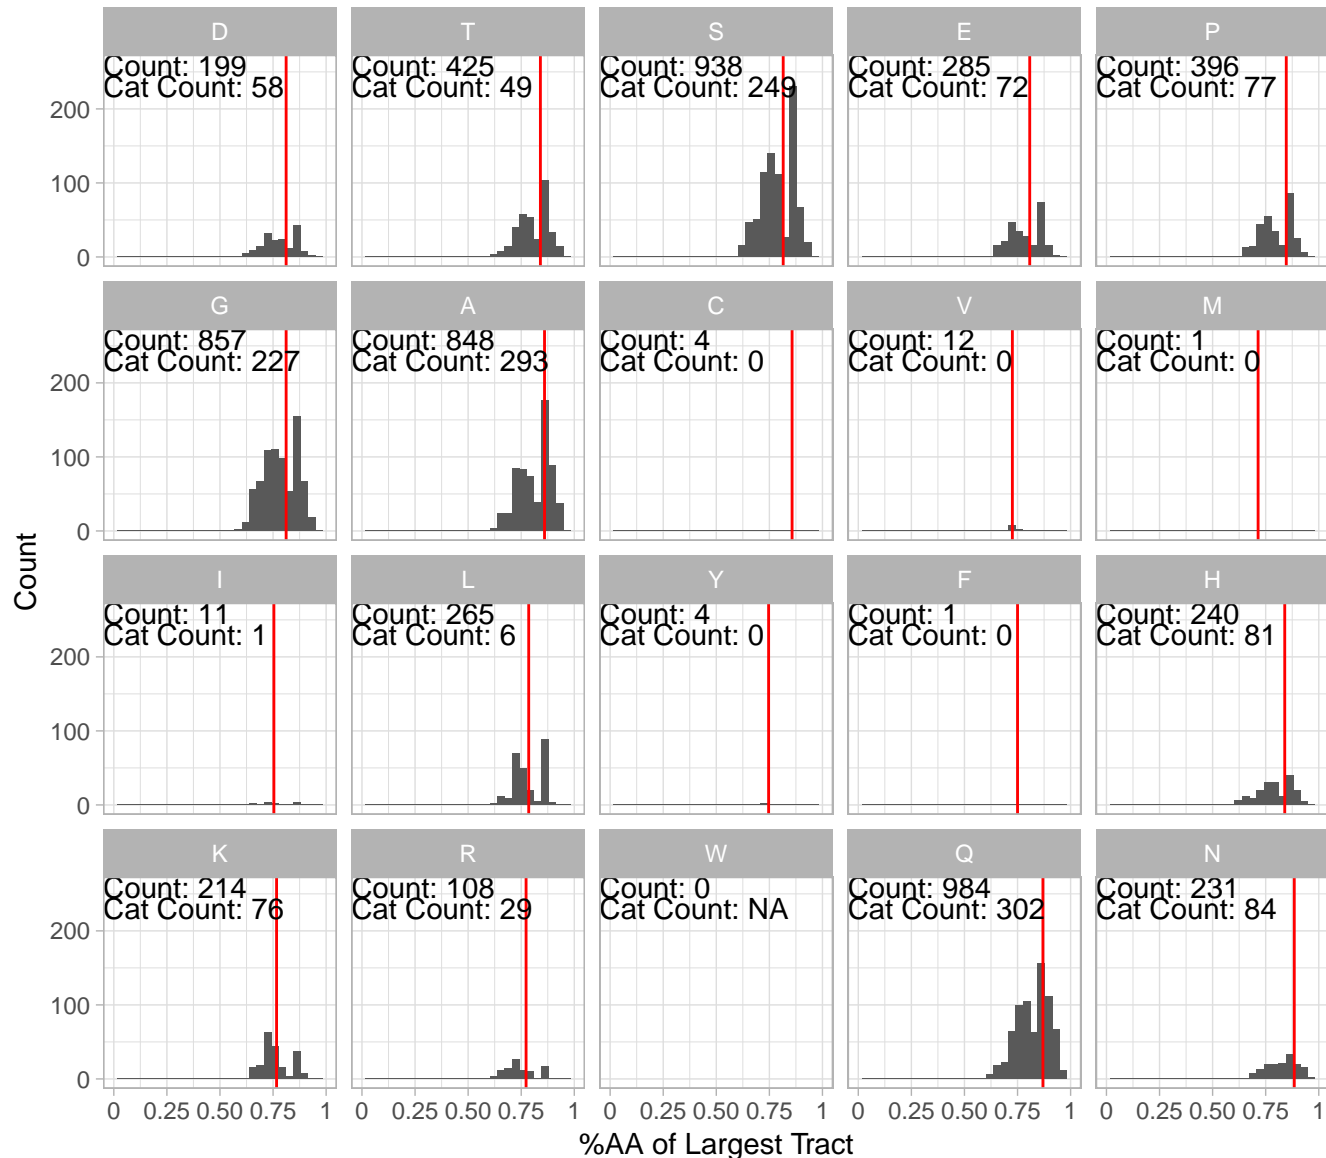 D T S E P
Count: 199 Count: 425 Count: 938 Count: 285 Count: 396
Cat Count: 58 Cat Count: 49 Cat Count: 249 Cat Count: 72 Cat Count: 77
200
100
0
G A C V M
Count: 857 Count: 848 Count: 4 Count: 12 Count: 1
Cat Count: 227 Cat Count: 293 Cat Count: 0 Cat Count: 0 Cat Count: 0
200
100
0
Count
I L Y F H
Count: 11 Count: 265 Count: 4 Count: 1 Count: 240
Cat Count: 1 Cat Count: 6 Cat Count: 0 Cat Count: 0 Cat Count: 81
200
100
0
K R W Q N
Count: 214 Count: 108 Count: 0 Count: 984 Count: 231
Cat Count: 76 Cat Count: 29 Cat Count: NA Cat Count: 302 Cat Count: 84
200
100
0
0 0.25 0.50 0.75 1 0 0.25 0.50 0.75 1 0 0.25 0.50 0.75 1 0 0.25 0.50 0.75 1 0 0.25 0.50 0.75 1
%AA of Largest Tract